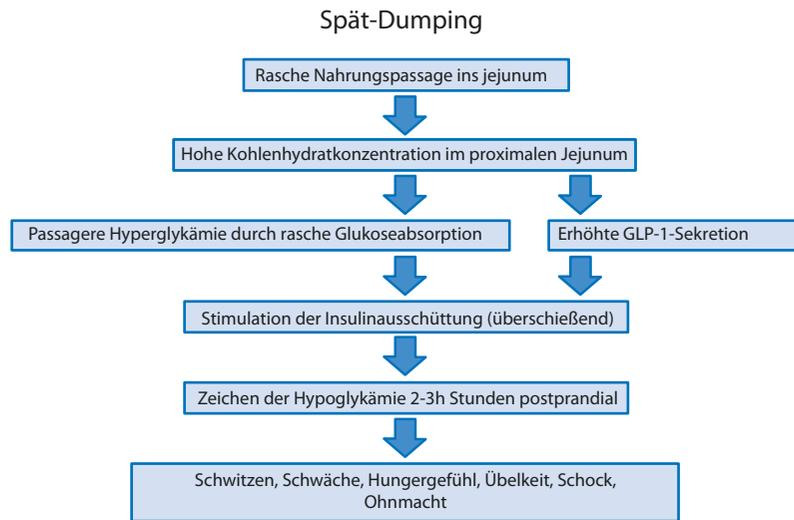 Spät-Dumping
Rasche Nahrungspassage ins jejunum
Hohe Kohlenhydratkonzentration im proximalen Jejunum
Passagere Hyperglykämie durch rasche Glukoseabsorption
Erhöhte GLP-1-Sekretion
Stimulation der Insulinausschüttung (überschießend)
Zeichen der Hypoglykämie 2-3h Stunden postprandial
Schwitzen, Schwäche, Hungergefühl, Übelkeit, Schock,
Ohnmacht